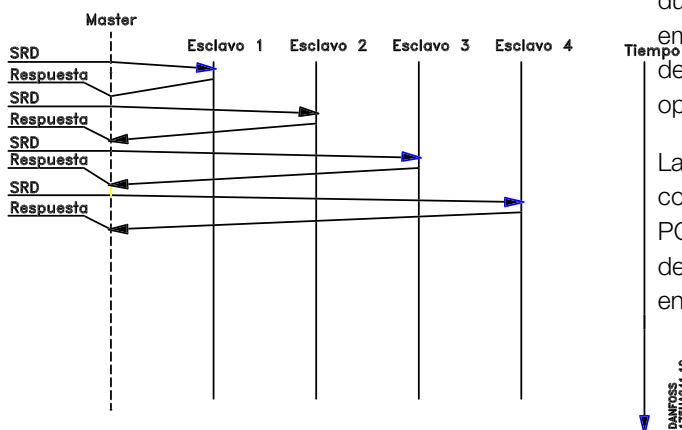 Master
Esclavo 1
Esclavo 2
Esclavo 3
Esclavo 4
Tiempo
SRD
Respuesta
SRD
Respuesta
SRD
Respuesta
SRD
Respuesta
em
de
op
La
co
de
en
DANFOSS